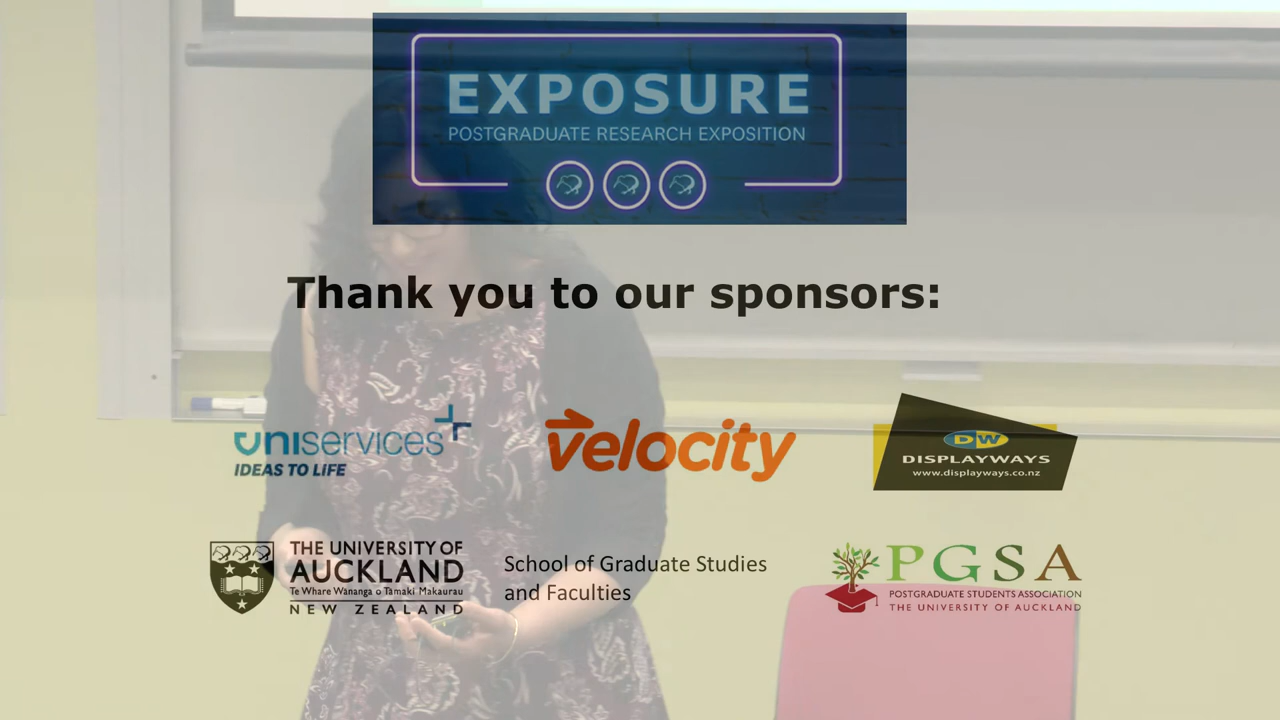 EXPOSURE
POSTGRADUATE RESEARCH EXPOSITION
Thank you to our sponsors:
uniservices
IDEAS TO LIFE
velocity
DW
DISPLAYWAYS
www.displayways.co.nz
THE UNIVERSITY OF
AUCKLAND
Te Whare Wānanga o Tāmaki Makaurau
NEW ZEALAND
School of Graduate Studies
and Faculties
PGSA
POSTGRADUATE STUDENTS ASSOCIATION
THE UNIVERSITY OF AUCKLAND